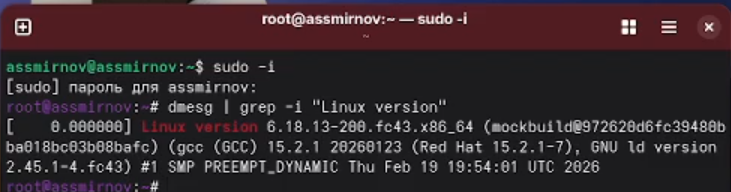 root@assmirnov:~ — sudo -i
~
assmirnov@assmirnov:~$ sudo -i
[sudo] пароль для assmirnov:
root@assmirnov:~# dmesg | grep -i "Linux version"
[    0.000000] Linux version 6.18.13-200.fc43.x86_64 (mockbuild@972620d6fc39480b
ba018bc03b08bafc) (gcc (GCC) 15.2.1 20260123 (Red Hat 15.2.1-7), GNU ld version
2.45.1-4.fc43) #1 SMP PREEMPT_DYNAMIC Thu Feb 19 19:54:01 UTC 2026
root@assmirnov:~#